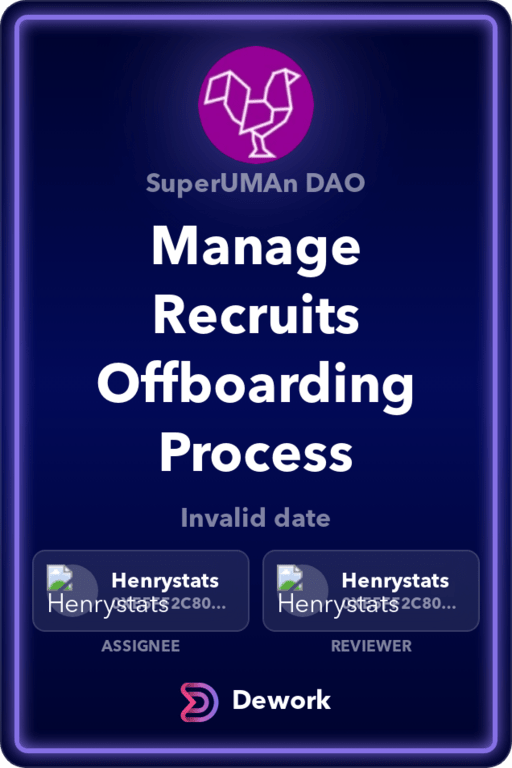 SuperUMAn DAO
Manage
Recruits
Offboarding
Process
Invalid date
Henrystats
Henrystats
Henrystats
Henrystats
ASSIGNEE
REVIEWER
Dework